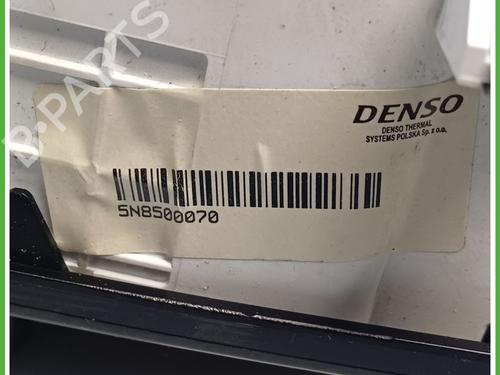 B-PARTS
DENSO
DENSO THERMAL
SYSTEMS POLSKA Sp. z o.o.
5N8500070